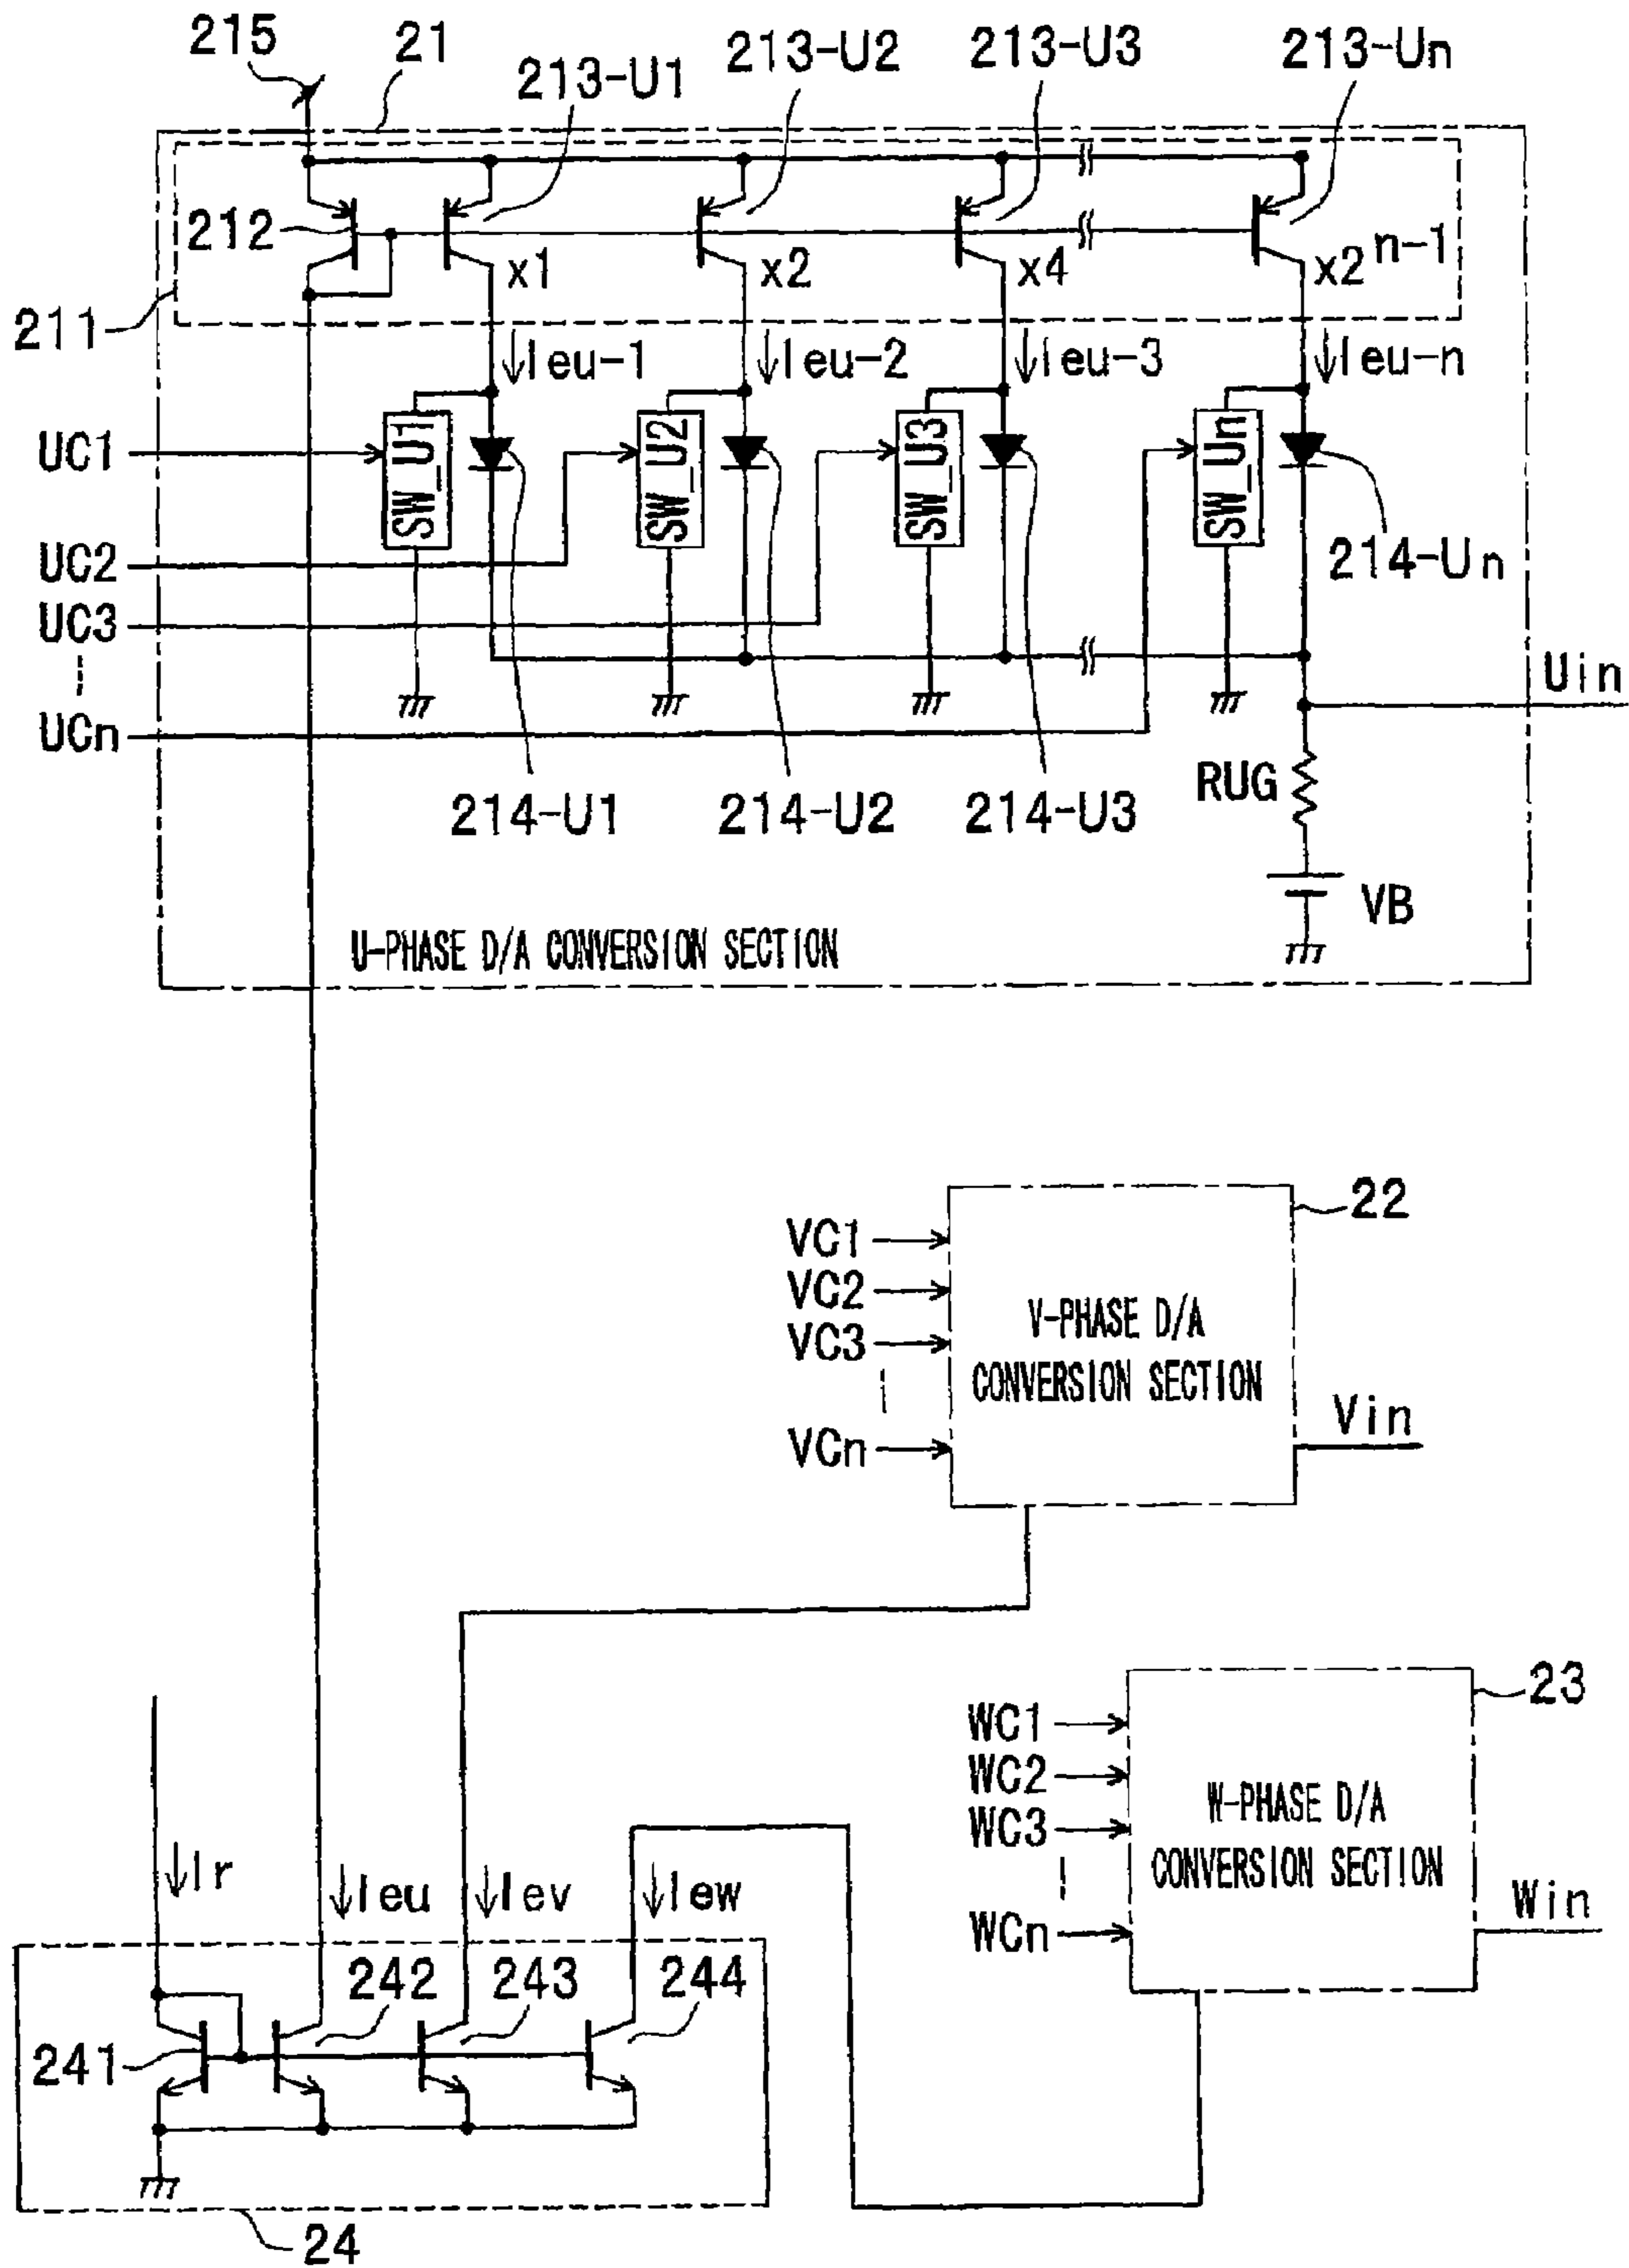 215
21
213-U1
213-U2
213-U3
213-Un
212
x1
x2
x4
x2^n-1
211
Ieu-1
Ieu-2
Ieu-3
Ieu-n
UC1
SW_U1
SW_U2
SW_U3
SW_Un
UC2
214-Un
UC3
Uin
UCn
RUG
214-U1
214-U2
214-U3
VB
U-PHASE D/A CONVERSION SECTION
22
VC1
VC2
VC3
VCn
V-PHASE D/A
CONVERSION SECTION
Vin
23
WC1
WC2
WC3
WCn
W-PHASE D/A
CONVERSION SECTION
Win
Ir
Ieu
Iev
Iew
242
243
244
241
24